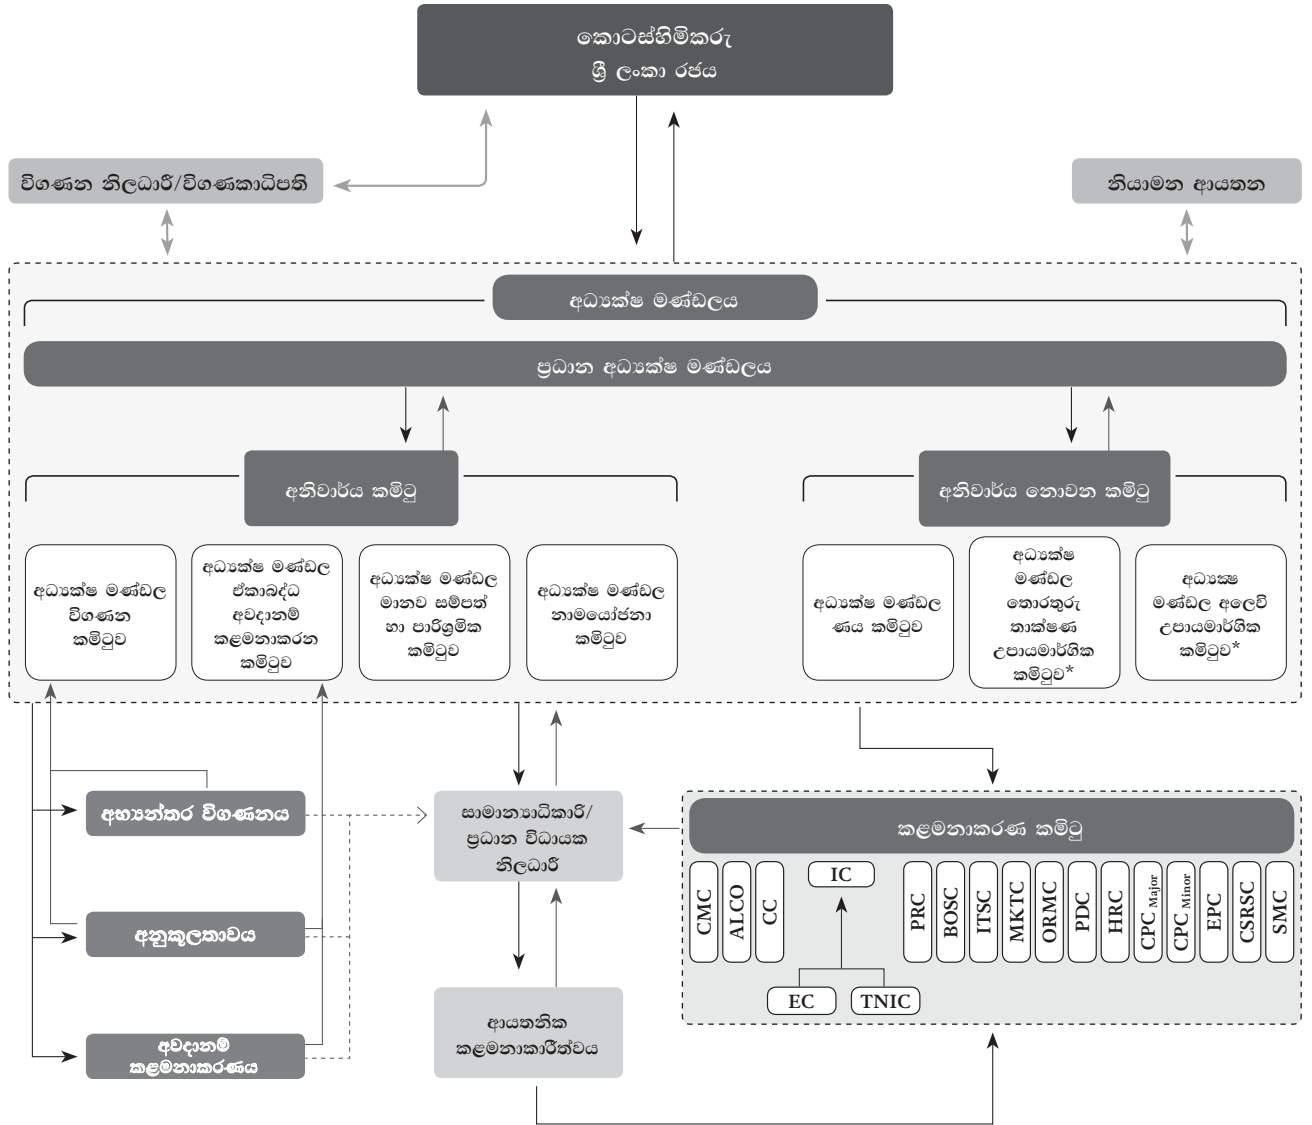 කොටස්හිමිකරු
ශ්‍රී ලංකා රජය
විගණන නිලධාරී/විගණකාධිපති
නියාමන ආයතන
අධ්‍යක්ෂ මණ්ඩලය
ප්‍රධාන අධ්‍යක්ෂ මණ්ඩලය
අනිවාර්ය කමිටු
අනිවාර්ය නොවන කමිටු
අධ්‍යක්ෂ මණ්ඩල
විගණන
කමිටුව
අධ්‍යක්ෂ මණ්ඩල
ඒකාබද්ධ
අවදානම්
කළමනාකරන
කමිටුව
අධ්‍යක්ෂ මණ්ඩල
මානව සම්පත්
හා පාරිශ්‍රමික
කමිටුව
අධ්‍යක්ෂ මණ්ඩල
නාමයෝජනා
කමිටුව
අධ්‍යක්ෂ මණ්ඩල
ණය කමිටුව
අධ්‍යක්ෂ
මණ්ඩල
තොරතුරු
තාක්ෂණ
උපායමාර්ගික
කමිටුව*
අධ්‍යක්‍ෂ
මණ්ඩල අලෙවි
උපායමාර්ගික
කමිටුව*
අභ්‍යන්තර විගණනය
අනුකූලතාවය
අවදානම්
කළමනාකරණය
සාමාන්‍යාධිකාරි/
ප්‍රධාන විධායක
නිලධාරී
ආයතනික
කළමනාකාරීත්වය
කළමනාකරණ කමිටු
CMC
ALCO
CC
IC
EC
TNIC
PRC
BOSC
ITSC
MKTC
ORMC
PDC
HRC
CPC Major
CPC Minor
EPC
CSRSC
SMC